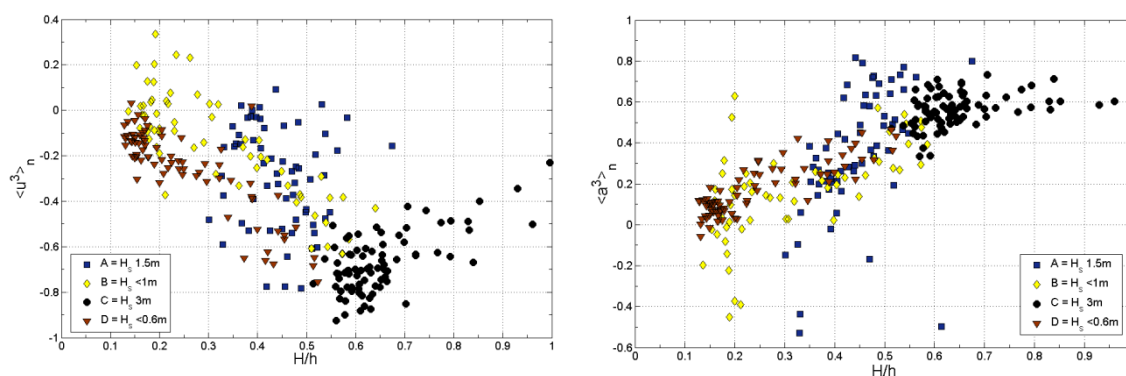 0.4
0.2
0
-0.2
-0.4
-0.6
-0.8
-1
<u³>n
0 0.1 0.2 0.3 0.4 0.5 0.6 0.7 0.8 0.9 1
H/h
A = Hs 1.5m
B = Hs <1m
C = Hs 3m
D = Hs <0.6m
1
0.8
0.6
0.4
0.2
0
-0.2
-0.4
-0.6
<a³>n
0 0.1 0.2 0.3 0.4 0.5 0.6 0.7 0.8 0.9
H/h
A = Hs 1.5m
B = Hs <1m
C = Hs 3m
D = Hs <0.6m